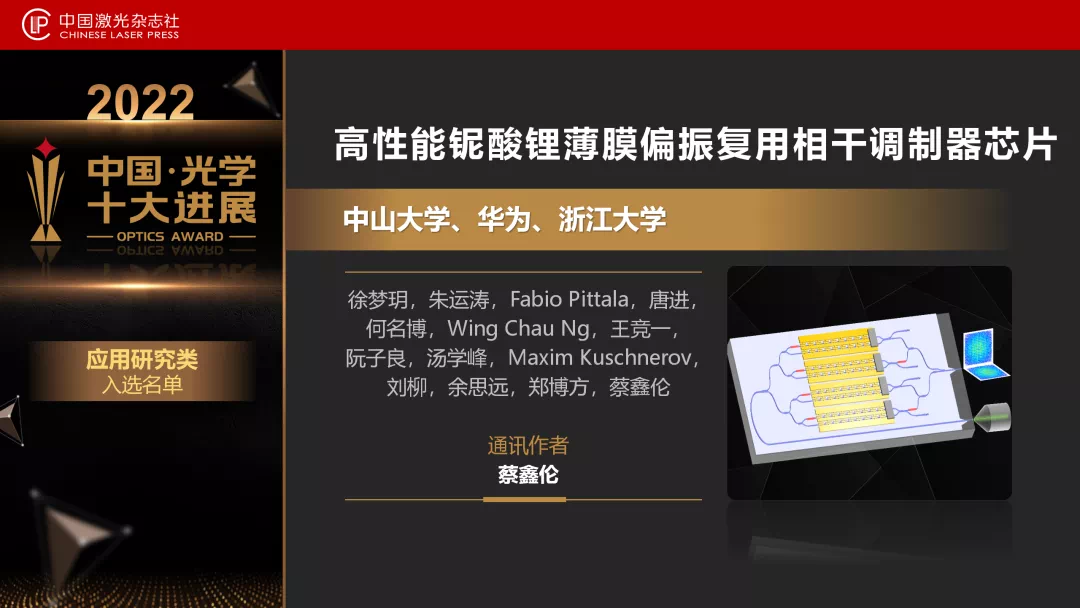 中国激光杂志社
CHINESE LASER PRESS
2022
中国·光学
十大进展
OPTICS AWARD
应用研究类
入选名单
高性能铌酸锂薄膜偏振复用相干调制器芯片
中山大学、华为、浙江大学
徐梦玥，朱运涛，Fabio Pittala，唐进，
何名博，Wing Chau Ng，王竞一，
阮子良，汤学峰，Maxim Kuschnerov，
刘柳，余思远，郑博方，蔡鑫伦
通讯作者
蔡鑫伦